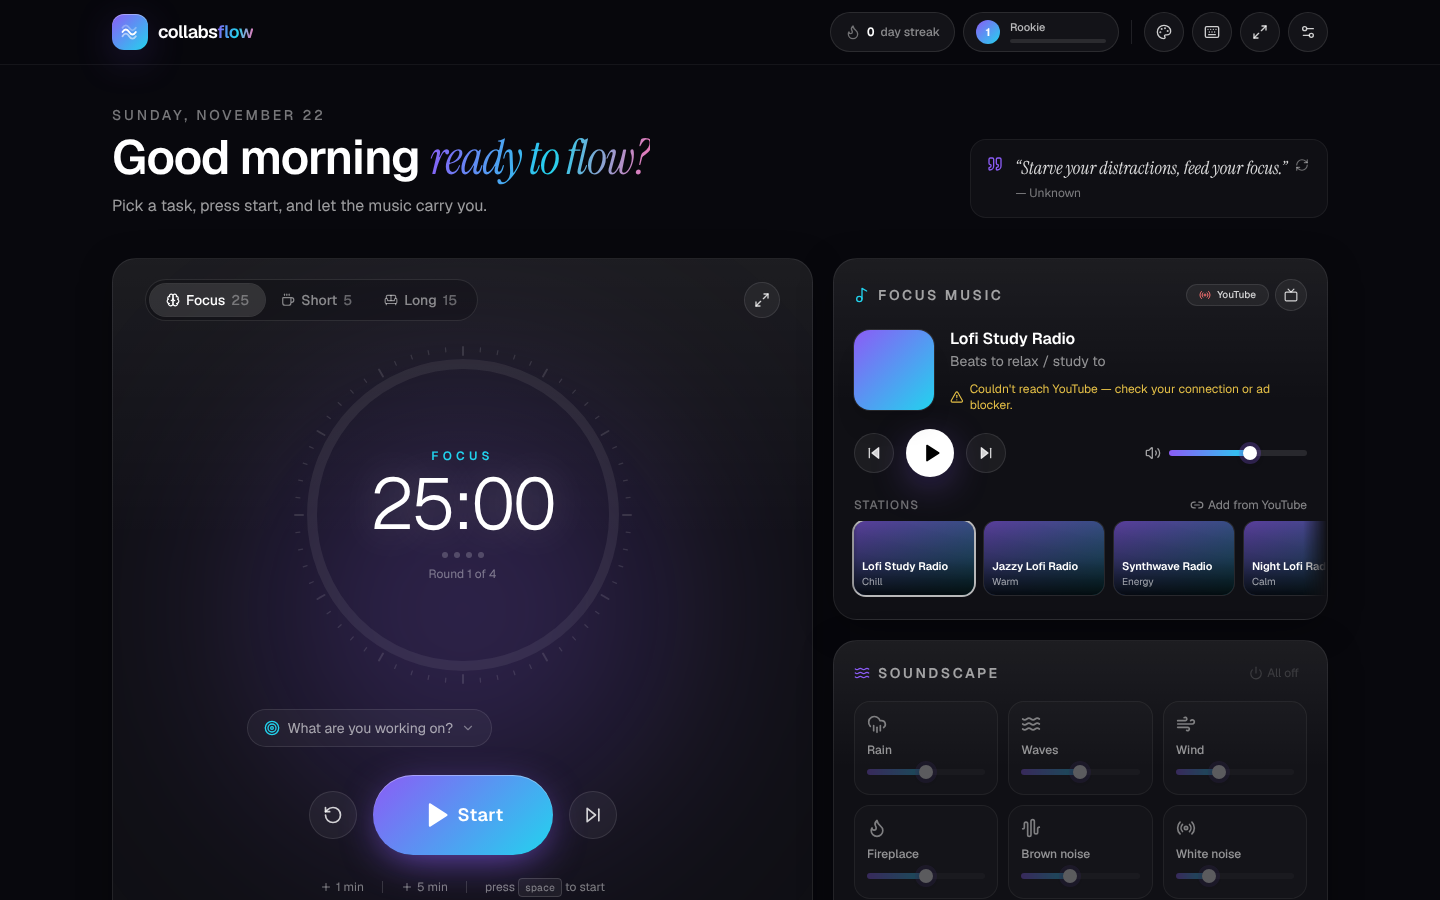 collabsflow
0 day streak
1
Rookie
SUNDAY, NOVEMBER 22
Good morning ready to flow?
Pick a task, press start, and let the music carry you.
“Starve your distractions, feed your focus.”
— Unknown
Focus 25
Short 5
Long 15
FOCUS
25:00
Round 1 of 4
What are you working on?
Start
+ 1 min
+ 5 min
press space to start
FOCUS MUSIC
YouTube
Lofi Study Radio
Beats to relax / study to
Couldn't reach YouTube — check your connection or ad
blocker.
STATIONS
Add from YouTube
Lofi Study Radio
Chill
Jazzy Lofi Radio
Warm
Synthwave Radio
Energy
Night Lofi Rad
Calm
SOUNDSCAPE
All off
Rain
Waves
Wind
Fireplace
Brown noise
White noise